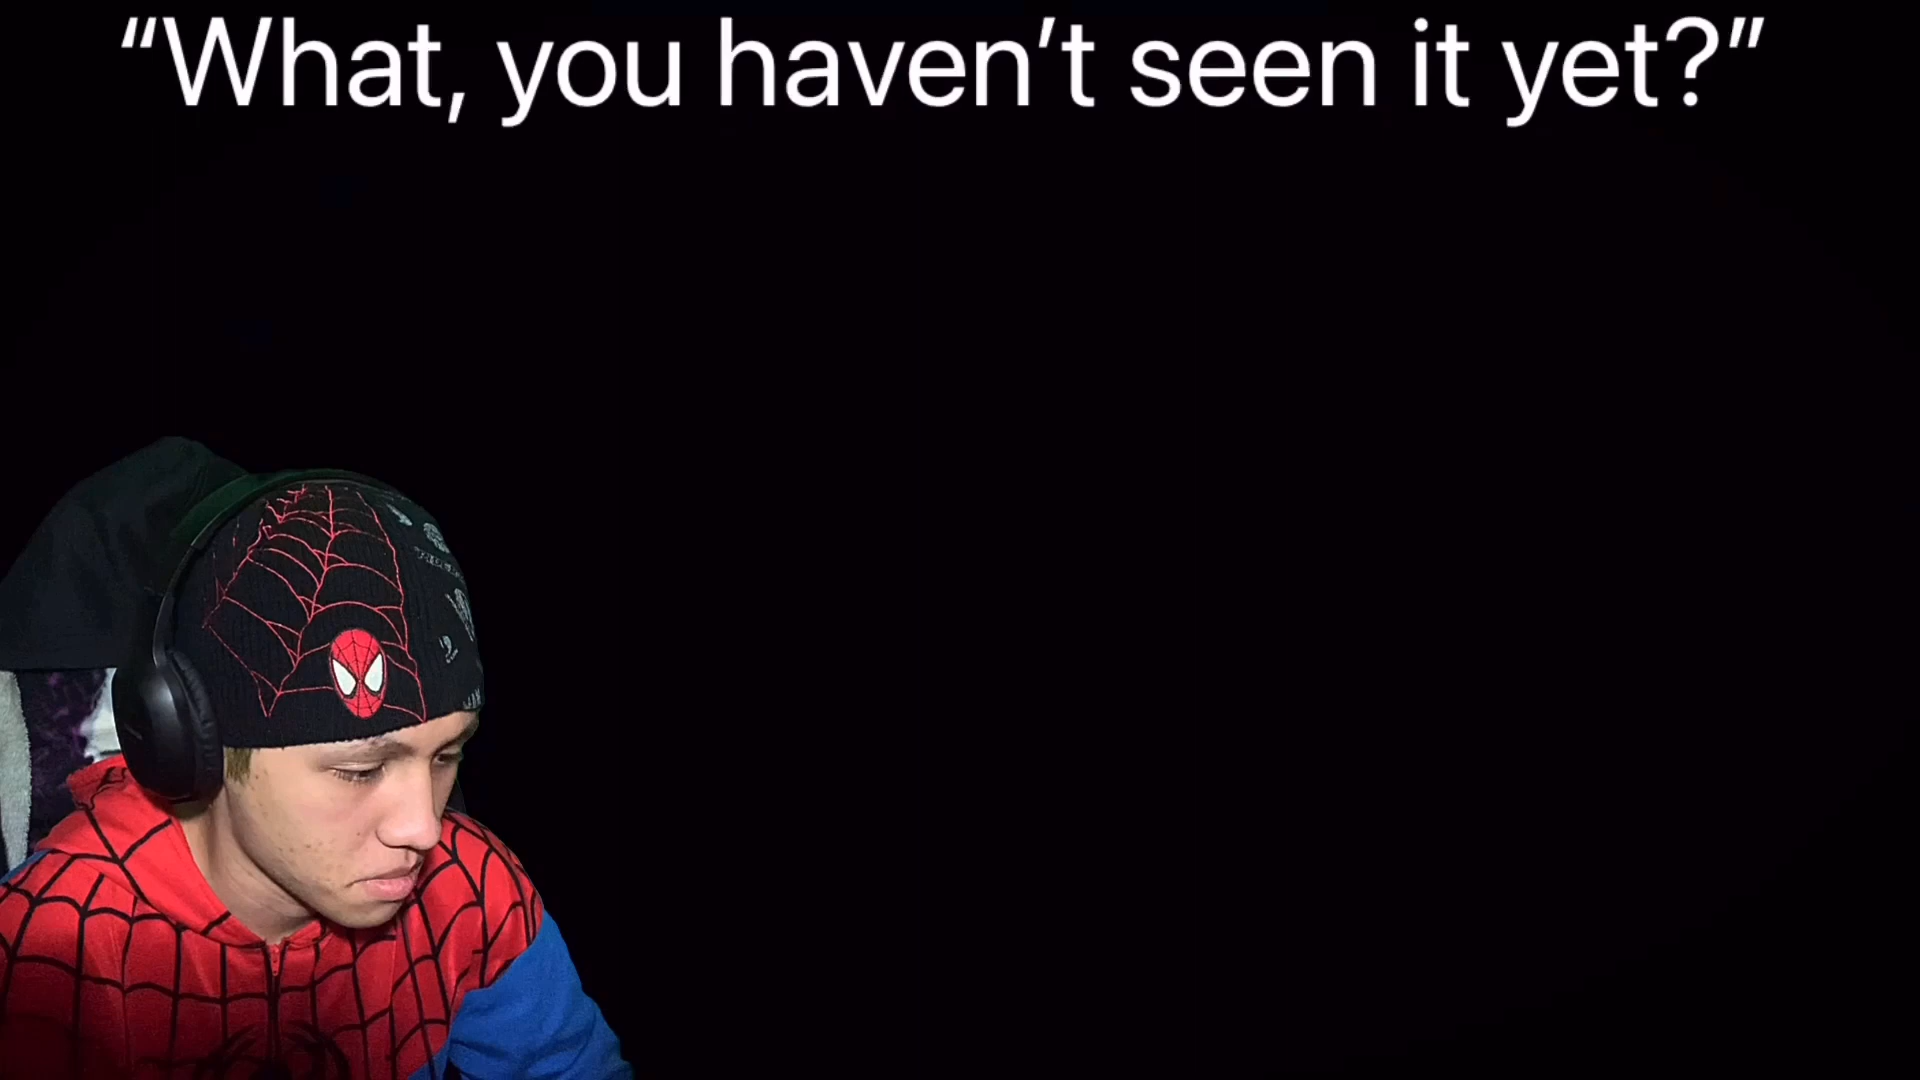 “What, you haven’t seen it yet?”